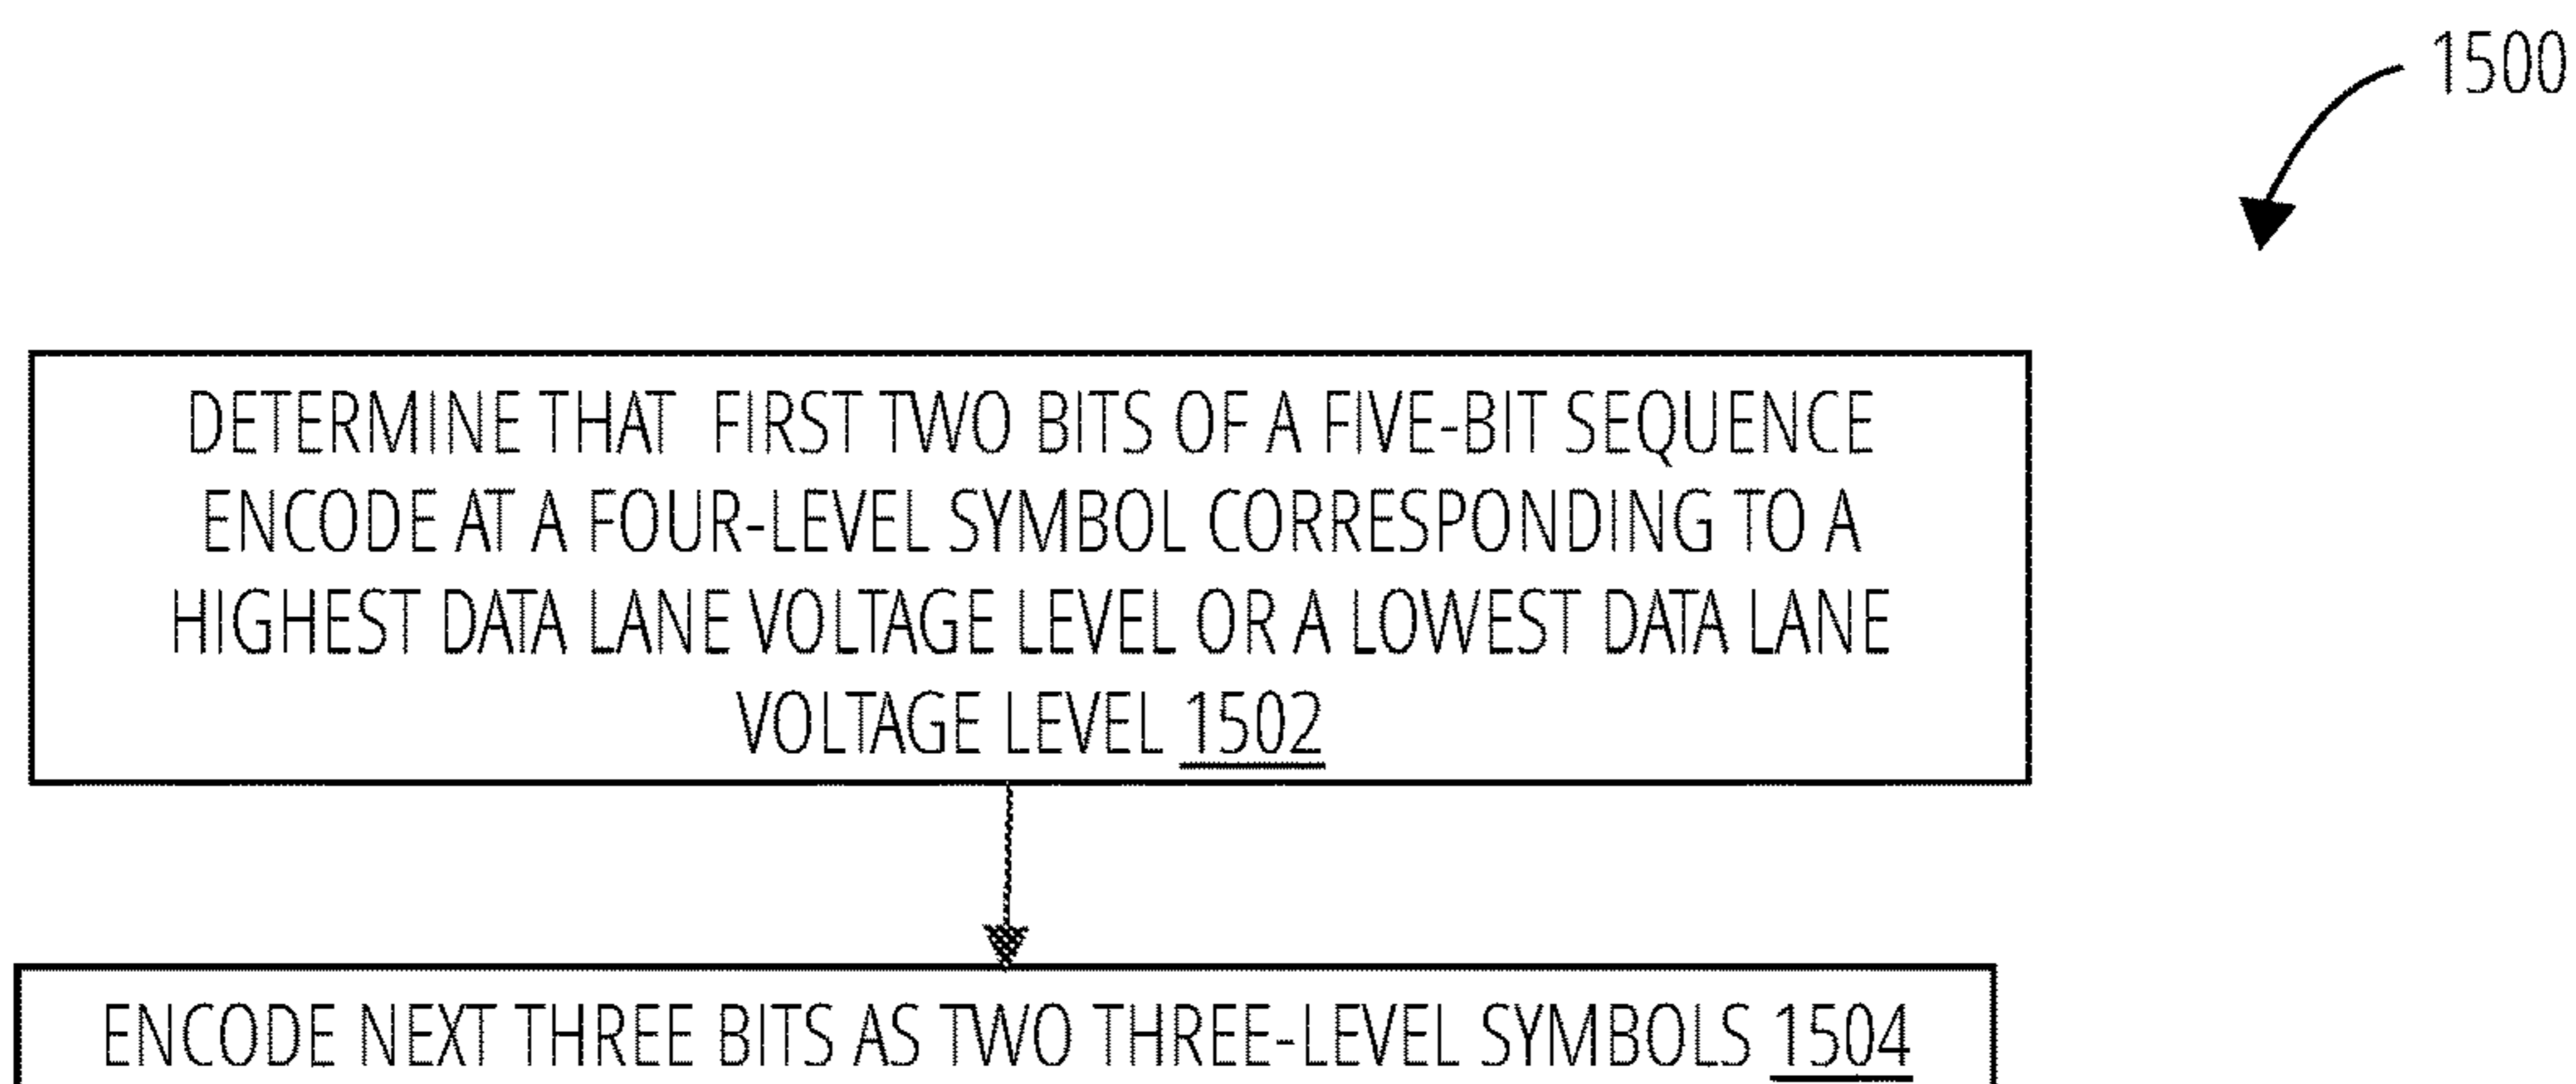 1500
DETERMINE THAT FIRST TWO BITS OF A FIVE-BIT SEQUENCE
ENCODE AT A FOUR-LEVEL SYMBOL CORRESPONDING TO A
HIGHEST DATA LANE VOLTAGE LEVEL OR A LOWEST DATA LANE
VOLTAGE LEVEL 1502
ENCODE NEXT THREE BITS AS TWO THREE-LEVEL SYMBOLS 1504